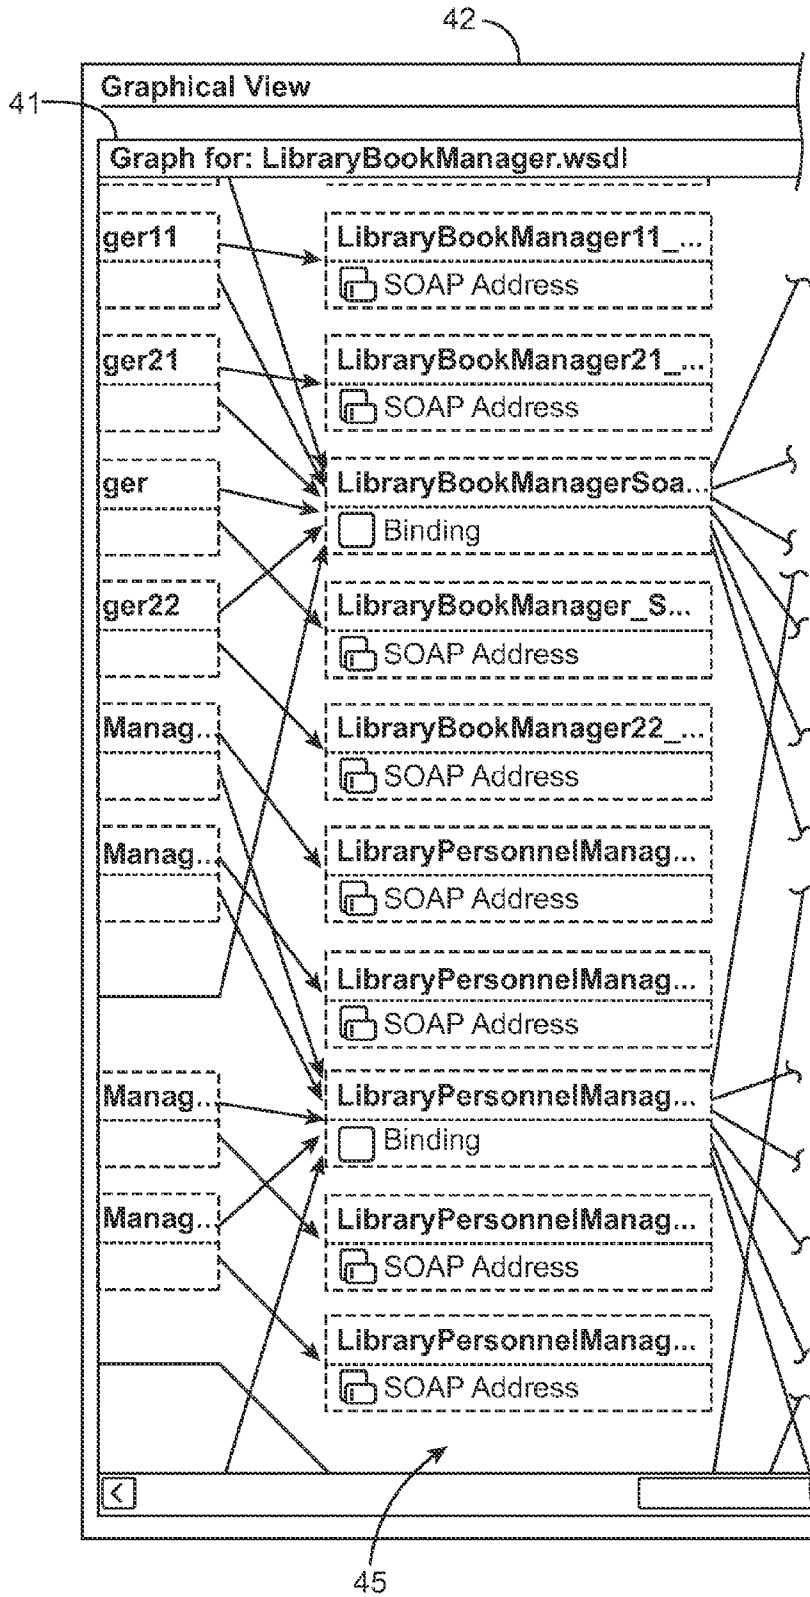 42
Graphical View
41
Graph for: LibraryBookManager.wsdl
ger11
LibraryBookManager11_...
SOAP Address
ger21
LibraryBookManager21_...
SOAP Address
ger
LibraryBookManagerSoa...
Binding
ger22
LibraryBookManager_S...
SOAP Address
Manag...
LibraryBookManager22_...
SOAP Address
Manag...
LibraryPersonnelManag...
SOAP Address
LibraryPersonnelManag...
SOAP Address
Manag...
LibraryPersonnelManag...
Binding
Manag...
LibraryPersonnelManag...
SOAP Address
LibraryPersonnelManag...
SOAP Address
<
45